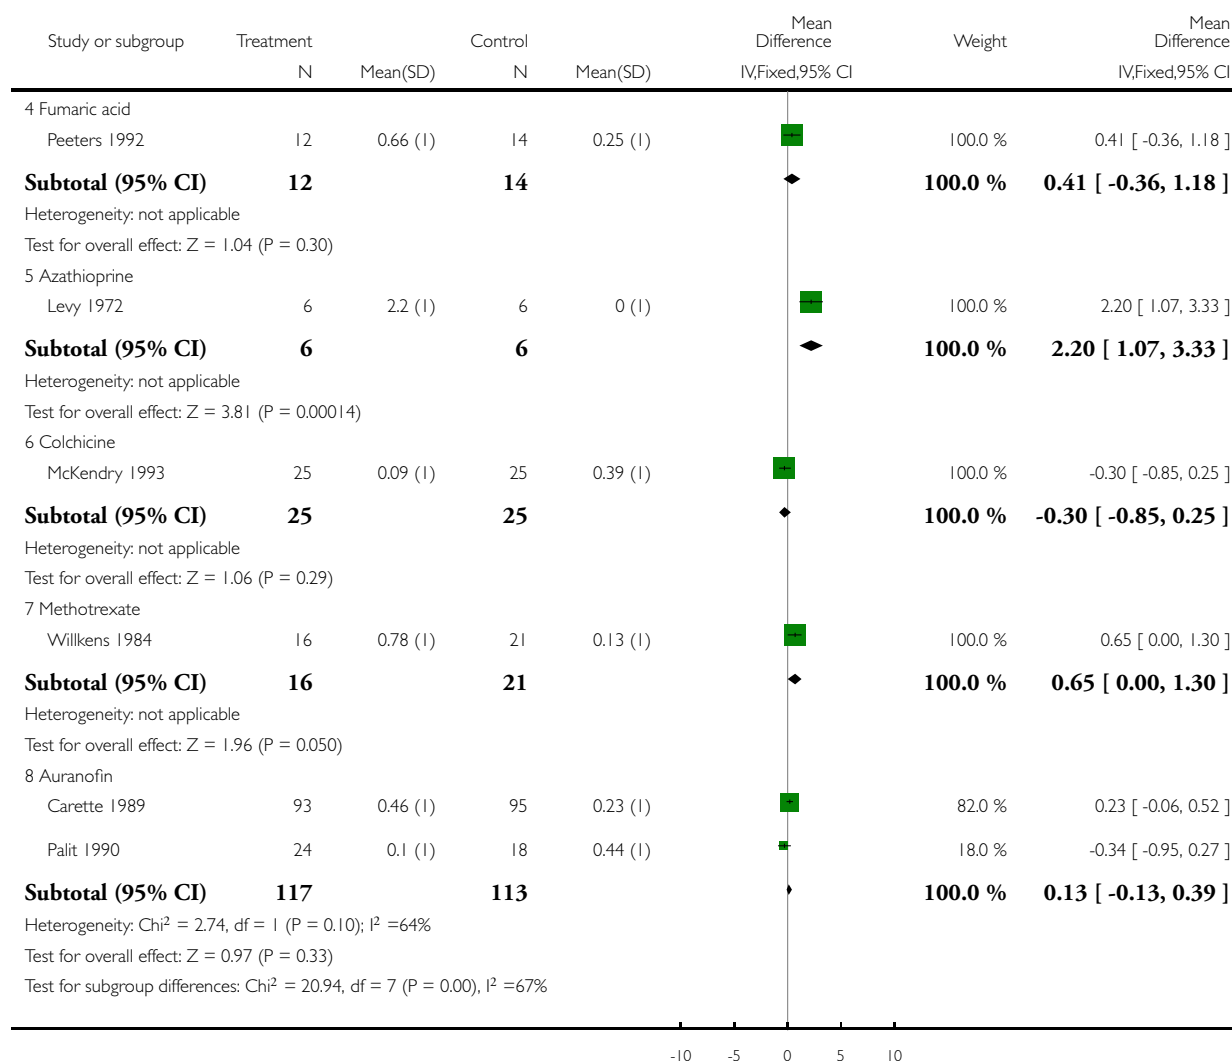 Study or subgroup Treatment Control Mean Difference Weight Mean Difference
N Mean(SD) N Mean(SD) IV,Fixed,95% CI IV,Fixed,95% CI
4 Fumaric acid
Peeters 1992 12 0.66 (1) 14 0.25 (1) 100.0 % 0.41 [ -0.36, 1.18 ]
Subtotal (95% CI) 12 14 100.0 % 0.41 [ -0.36, 1.18 ]
Heterogeneity: not applicable
Test for overall effect: Z = 1.04 (P = 0.30)
5 Azathioprine
Levy 1972 6 2.2 (1) 6 0 (1) 100.0 % 2.20 [ 1.07, 3.33 ]
Subtotal (95% CI) 6 6 100.0 % 2.20 [ 1.07, 3.33 ]
Heterogeneity: not applicable
Test for overall effect: Z = 3.81 (P = 0.00014)
6 Colchicine
McKendry 1993 25 0.09 (1) 25 0.39 (1) 100.0 % -0.30 [ -0.85, 0.25 ]
Subtotal (95% CI) 25 25 100.0 % -0.30 [ -0.85, 0.25 ]
Heterogeneity: not applicable
Test for overall effect: Z = 1.06 (P = 0.29)
7 Methotrexate
Willkens 1984 16 0.78 (1) 21 0.13 (1) 100.0 % 0.65 [ 0.00, 1.30 ]
Subtotal (95% CI) 16 21 100.0 % 0.65 [ 0.00, 1.30 ]
Heterogeneity: not applicable
Test for overall effect: Z = 1.96 (P = 0.050)
8 Auranofin
Carette 1989 93 0.46 (1) 95 0.23 (1) 82.0 % 0.23 [ -0.06, 0.52 ]
Palit 1990 24 0.1 (1) 18 0.44 (1) 18.0 % -0.34 [ -0.95, 0.27 ]
Subtotal (95% CI) 117 113 100.0 % 0.13 [ -0.13, 0.39 ]
Heterogeneity: Chi² = 2.74, df = 1 (P = 0.10); I² =64%
Test for overall effect: Z = 0.97 (P = 0.33)
Test for subgroup differences: Chi² = 20.94, df = 7 (P = 0.00), I² =67%
-10 -5 0 5 10